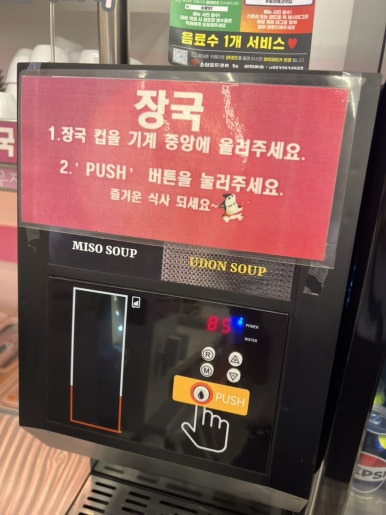 음료수 1개 서비스♥
장국
1.장국 컵을 기계 중앙에 올려주세요.
2.'PUSH' 버튼을 눌러주세요.
즐거운 식사 되세요~
MISO SOUP
UDON SOUP
05
POWER
WATER
R
M
PUSH
국